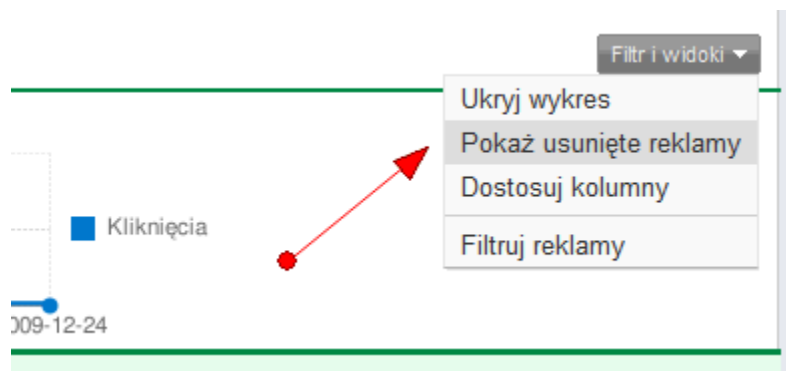 Filtr i widoki
Ukryj wykres
Pokaż usunięte reklamy
Dostosuj kolumny
Kliknięcia
Filtruj reklamy
009-12-24